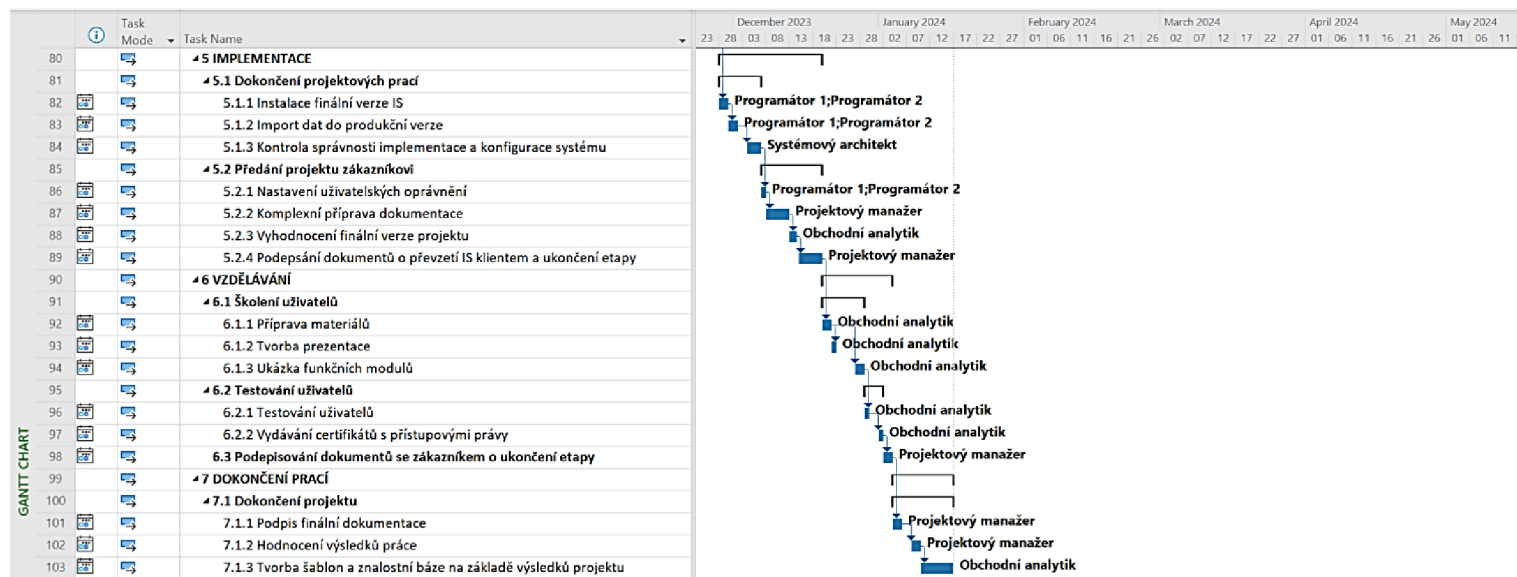 Task Mode Task Name
December 2023 January 2024 February 2024 March 2024 April 2024 May 2024
23 28 03 08 13 18 23 28 02 07 12 17 22 27 01 06 11 16 21 26 02 07 12 17 22 27 01 06 11 16 21 26 01 06 11
80 5 IMPLEMENTACE
81 5.1 Dokončení projektových prací
82 5.1.1 Instalace finální verze IS Programátor 1;Programátor 2
83 5.1.2 Import dat do produkční verze Programátor 1;Programátor 2
84 5.1.3 Kontrola správnosti implementace a konfigurace systému Systémový architekt
85 5.2 Předání projektu zákazníkovi
86 5.2.1 Nastavení uživatelských oprávnění Programátor 1;Programátor 2
87 5.2.2 Komplexní příprava dokumentace Projektový manažer
88 5.2.3 Vyhodnocení finální verze projektu Obchodní analytik
89 5.2.4 Podepsání dokumentů o převzetí IS klientem a ukončení etapy Projektový manažer
90 6 VZDĚLÁVÁNÍ
91 6.1 Školení uživatelů
92 6.1.1 Příprava materiálů Obchodní analytik
93 6.1.2 Tvorba prezentace Obchodní analytik
94 6.1.3 Ukázka funkčních modulů Obchodní analytik
95 6.2 Testování uživatelů
96 6.2.1 Testování uživatelů Obchodní analytik
97 6.2.2 Vydávání certifikátů s přístupovými právy Obchodní analytik
98 6.3 Podepisování dokumentů se zákazníkem o ukončení etapy Projektový manažer
99 7 DOKONČENÍ PRACÍ
100 7.1 Dokončení projektu
101 7.1.1 Podpis finální dokumentace Projektový manažer
102 7.1.2 Hodnocení výsledků práce Projektový manažer
103 7.1.3 Tvorba šablon a znalostní báze na základě výsledků projektu Obchodní analytik
GANTT CHART